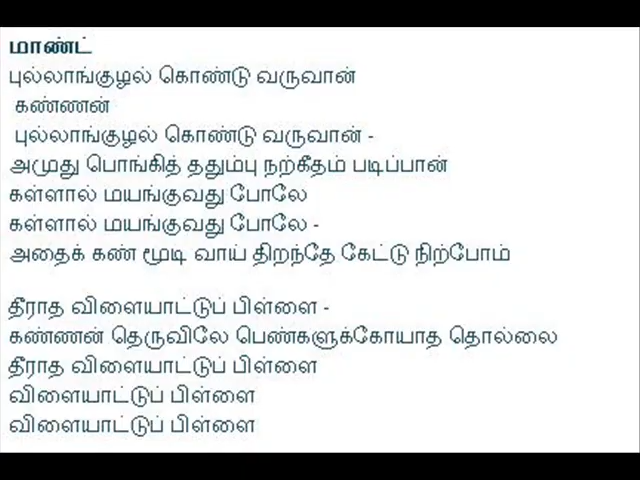 மாண்ட்
புல்லாங்குழல் கொண்டு வருவான்
கண்ணன்
புல்லாங்குழல் கொண்டு வருவான் -
அமுது பொங்கித் ததும்பு நற்கீதம் படிப்பான்
கள்ளால் மயங்குவது போலே
கள்ளால் மயங்குவது போலே -
அதைக் கண் மூடி வாய் திறந்தே கேட்டு நிற்போம்
தீராத விளையாட்டுப் பிள்ளை -
கண்ணன் தெருவிலே பெண்களுக்கோயாத தொல்லை
தீராத விளையாட்டுப் பிள்ளை
விளையாட்டுப் பிள்ளை
விளையாட்டுப் பிள்ளை